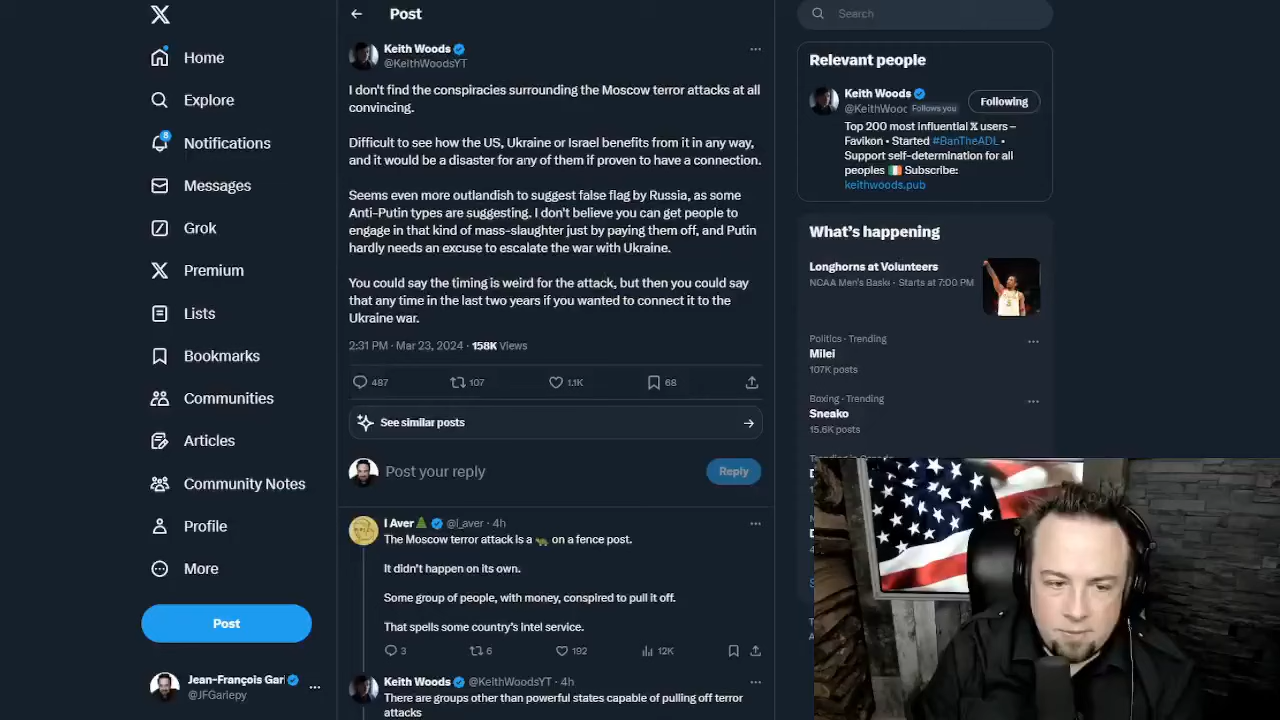 Home
Explore
8
Notifications
Messages
Grok
Premium
Lists
Bookmarks
Communities
Articles
Community Notes
Profile
More
Post
Jean-François Gari
@JFGariepy
Post
Keith Woods
@KeithWoodsYT
I don't find the conspiracies surrounding the Moscow terror attacks at all
convincing.
Difficult to see how the US, Ukraine or Israel benefits from it in any way,
and it would be a disaster for any of them if proven to have a connection.
Seems even more outlandish to suggest false flag by Russia, as some
Anti-Putin types are suggesting. I don't believe you can get people to
engage in that kind of mass-slaughter just by paying them off, and Putin
hardly needs an excuse to escalate the war with Ukraine.
You could say the timing is weird for the attack, but then you could say
that any time in the last two years if you wanted to connect it to the
Ukraine war.
2:31 PM · Mar 23, 2024 · 158K Views
487 107 1.1K 68
See similar posts
Post your reply
Reply
I Aver @I_aver · 4h
The Moscow terror attack is a 🐢 on a fence post.
It didn't happen on its own.
Some group of people, with money, conspired to pull it off.
That spells some country's intel service.
3 6 192 12K
Keith Woods @KeithWoodsYT · 4h
There are groups other than powerful states capable of pulling off terror
attacks
Search
Relevant people
Keith Woods
@KeithWooc Follows you
Following
Top 200 most influential 𝕏 users –
Favikon • Started #BanTheADL •
Support self-determination for all
peoples 🇮🇪 Subscribe:
keithwoods.pub
What's happening
Longhorns at Volunteers
NCAA Men's Baske · Starts at 7:00 PM
Politics · Trending
Milei
107K posts
Boxing · Trending
Sneako
15.6K posts